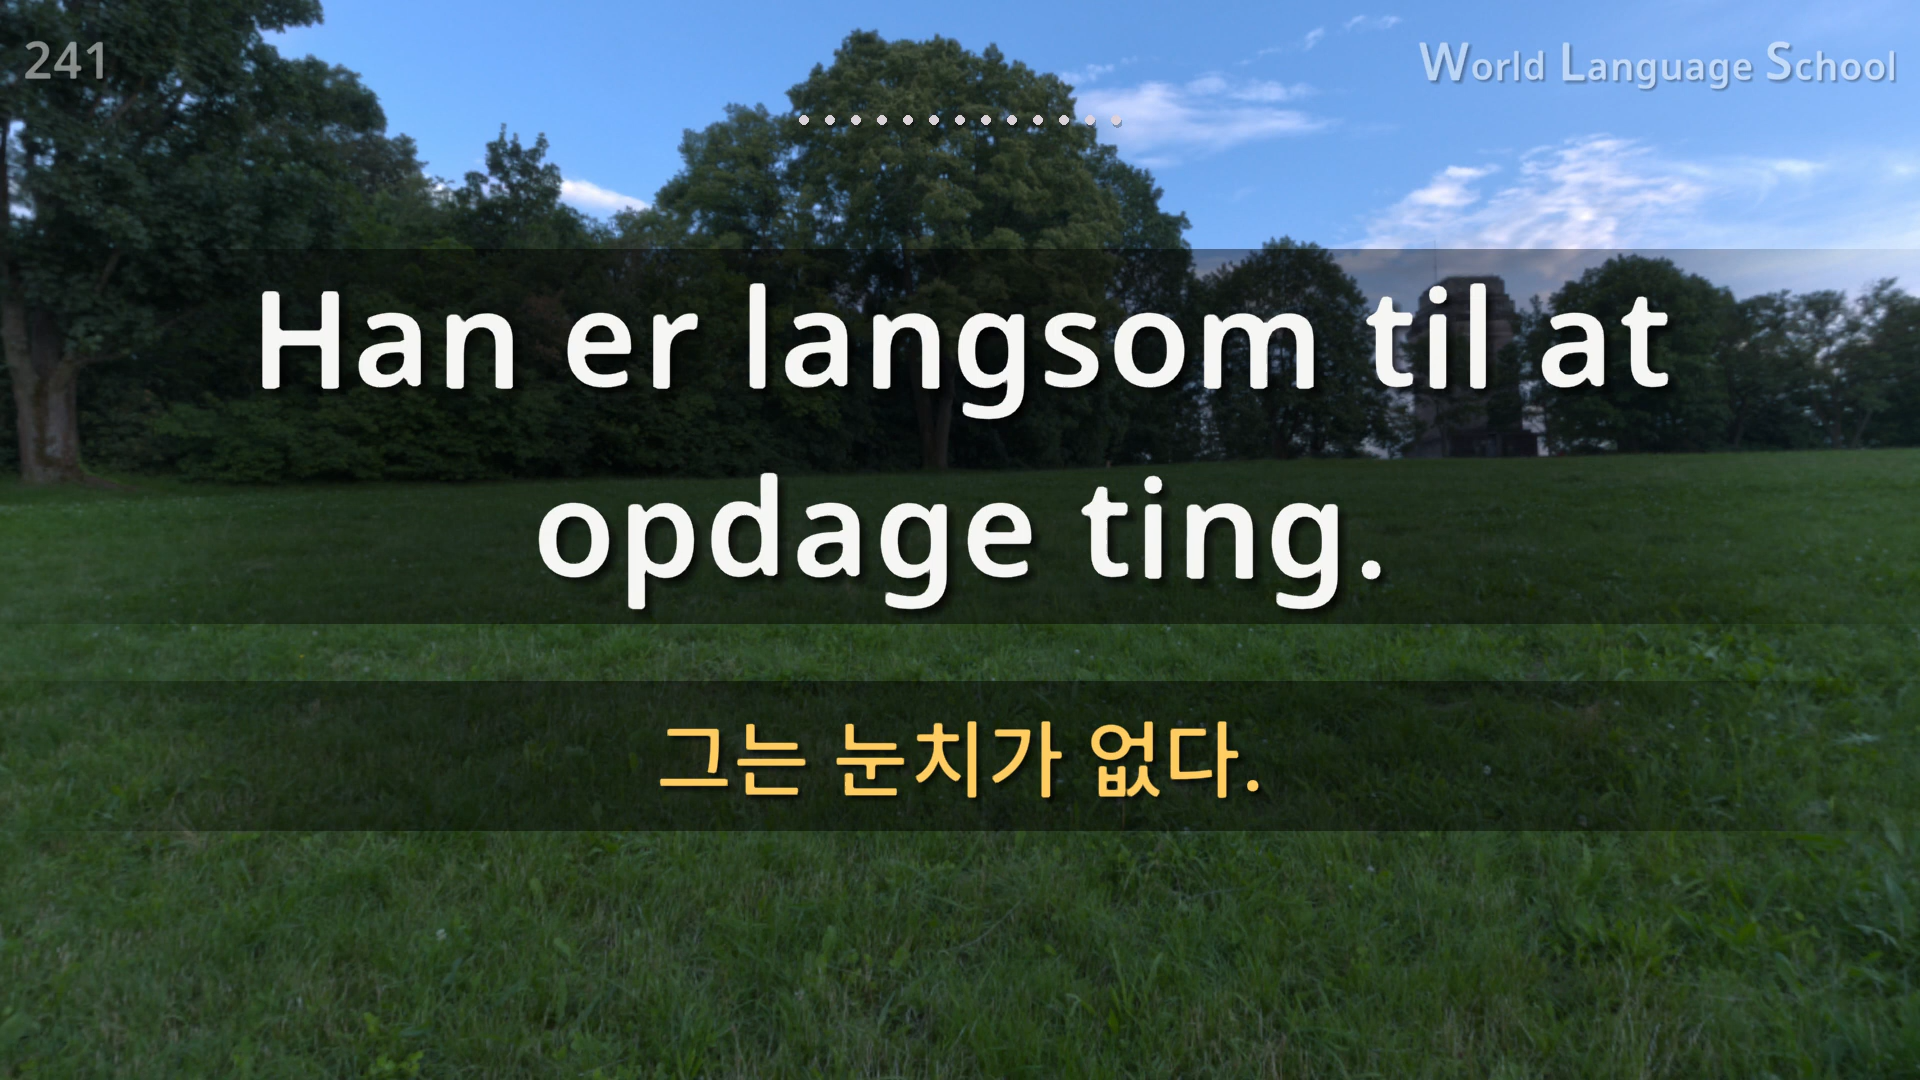 241
World Language School
Han er langsom til at
opdage ting.
그는 눈치가 없다.